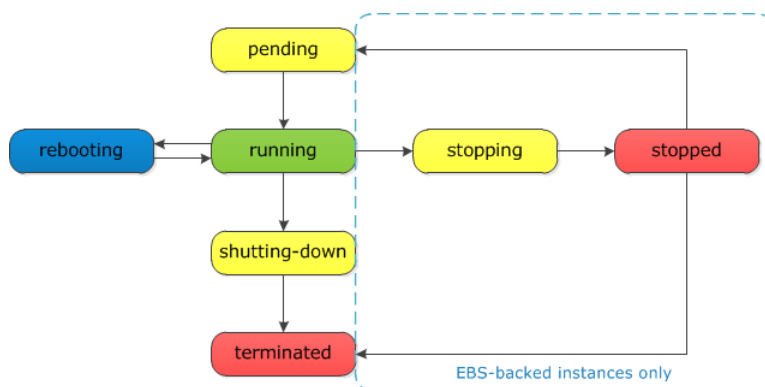 pending
rebooting
running
stopping
stopped
shutting-down
terminated
EBS-backed instances only